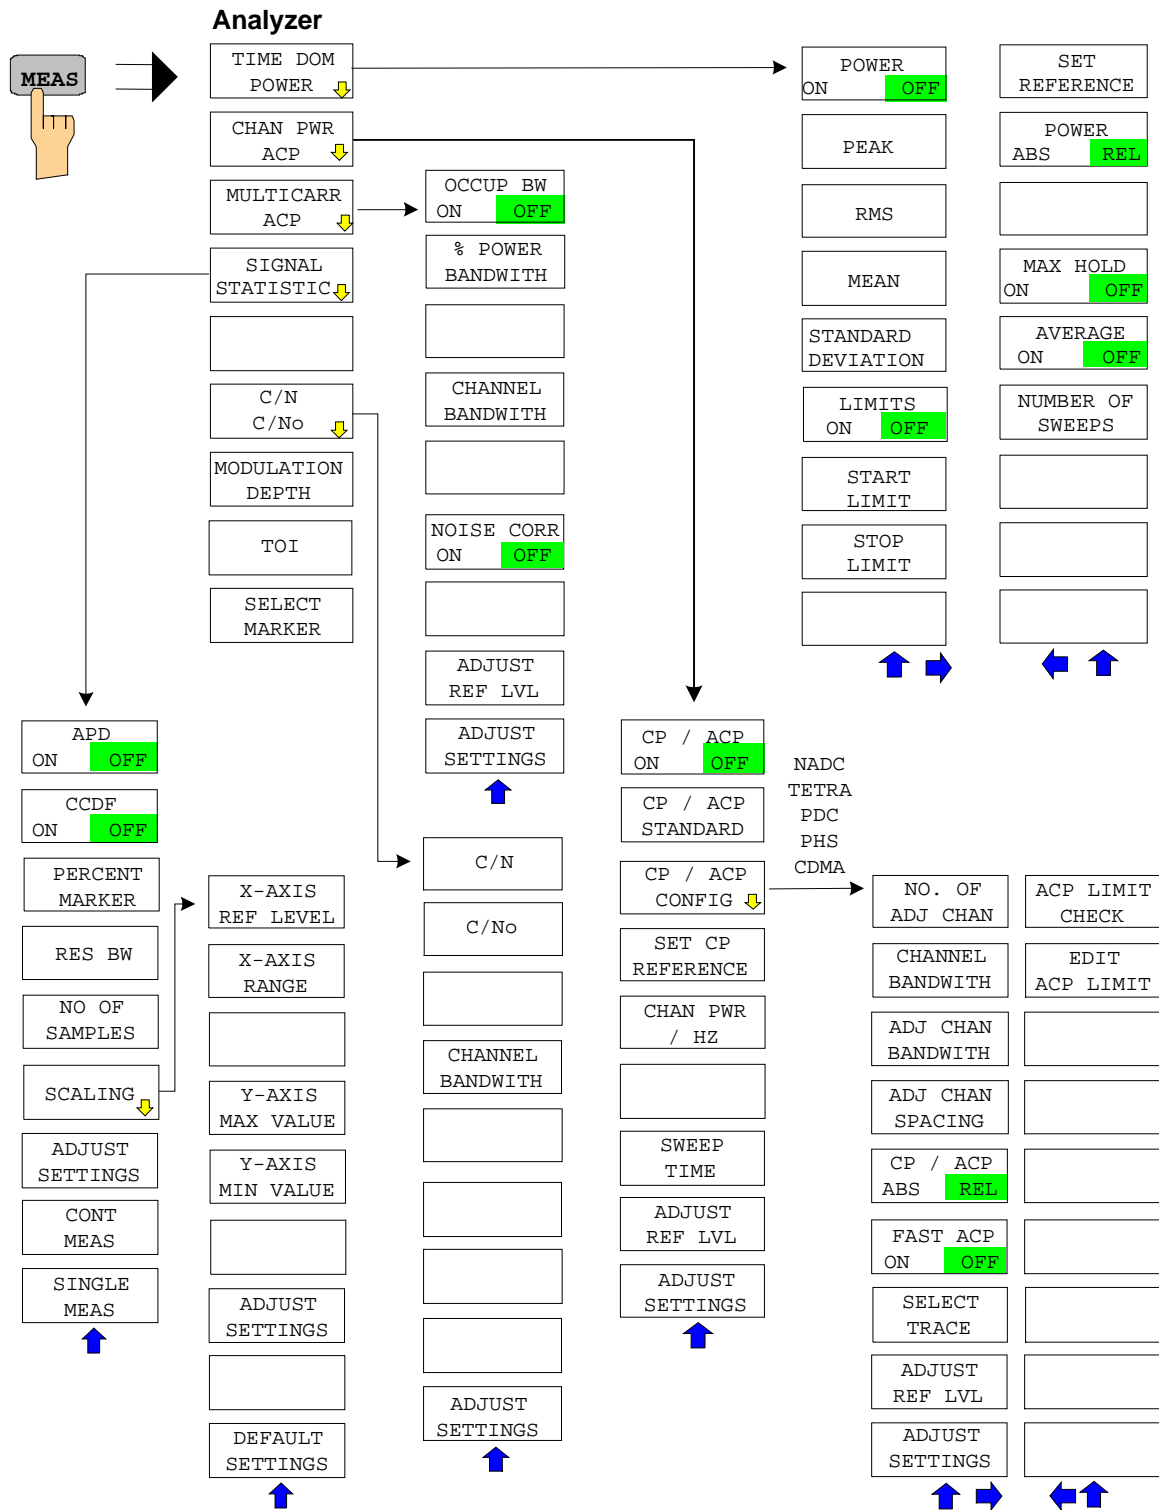 Analyzer
MEAS
TIME DOM
POWER
CHAN PWR
ACP
MULTICARR
ACP
SIGNAL
STATISTIC
C/N
C/No
MODULATION
DEPTH
TOI
SELECT
MARKER
OCCUP BW
ON OFF
% POWER
BANDWITH
CHANNEL
BANDWITH
NOISE CORR
ON OFF
ADJUST
REF LVL
ADJUST
SETTINGS
POWER
ON OFF
PEAK
RMS
MEAN
STANDARD
DEVIATION
LIMITS
ON OFF
START
LIMIT
STOP
LIMIT
SET
REFERENCE
POWER
ABS REL
MAX HOLD
ON OFF
AVERAGE
ON OFF
NUMBER OF
SWEEPS
APD
ON OFF
CCDF
ON OFF
PERCENT
MARKER
RES BW
NO OF
SAMPLES
SCALING
ADJUST
SETTINGS
CONT
MEAS
SINGLE
MEAS
X-AXIS
REF LEVEL
X-AXIS
RANGE
Y-AXIS
MAX VALUE
Y-AXIS
MIN VALUE
ADJUST
SETTINGS
DEFAULT
SETTINGS
C/N
C/No
CHANNEL
BANDWITH
ADJUST
SETTINGS
CP / ACP
ON OFF
CP / ACP
STANDARD
CP / ACP
CONFIG
SET CP
REFERENCE
CHAN PWR
/ HZ
SWEEP
TIME
ADJUST
REF LVL
ADJUST
SETTINGS
NADC
TETRA
PDC
PHS
CDMA
NO. OF
ADJ CHAN
CHANNEL
BANDWITH
ADJ CHAN
BANDWITH
ADJ CHAN
SPACING
CP / ACP
ABS REL
FAST ACP
ON OFF
SELECT
TRACE
ADJUST
REF LVL
ADJUST
SETTINGS
ACP LIMIT
CHECK
EDIT
ACP LIMIT